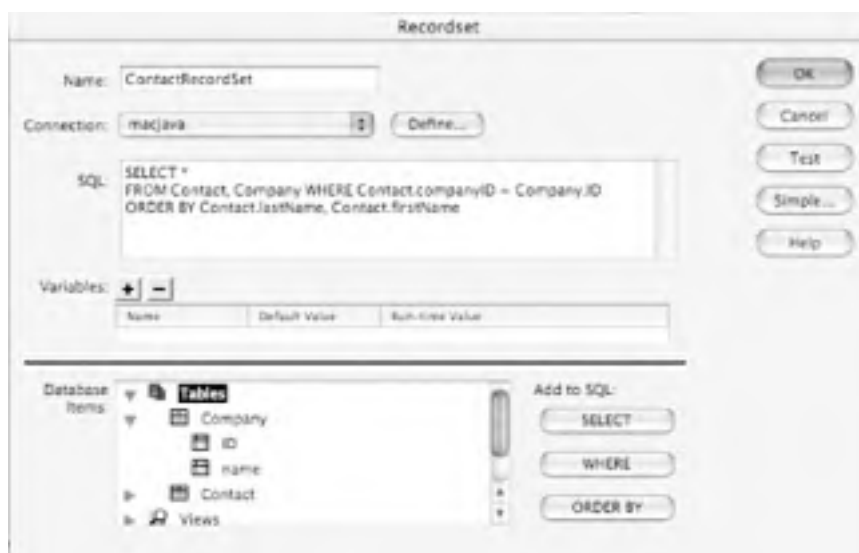 Recordset
Name: ContactRecordSet
Connection: macjava
Define...
SQL:
SELECT *
FROM Contact, Company WHERE Contact.companyID = Company.ID
ORDER BY Contact.lastName, Contact.firstName
Variables: + −
Name Default Value Run-time Value
Database Items:
Tables
Company
ID
name
Contact
Views
Add to SQL:
SELECT
WHERE
ORDER BY
OK
Cancel
Test
Simple...
Help